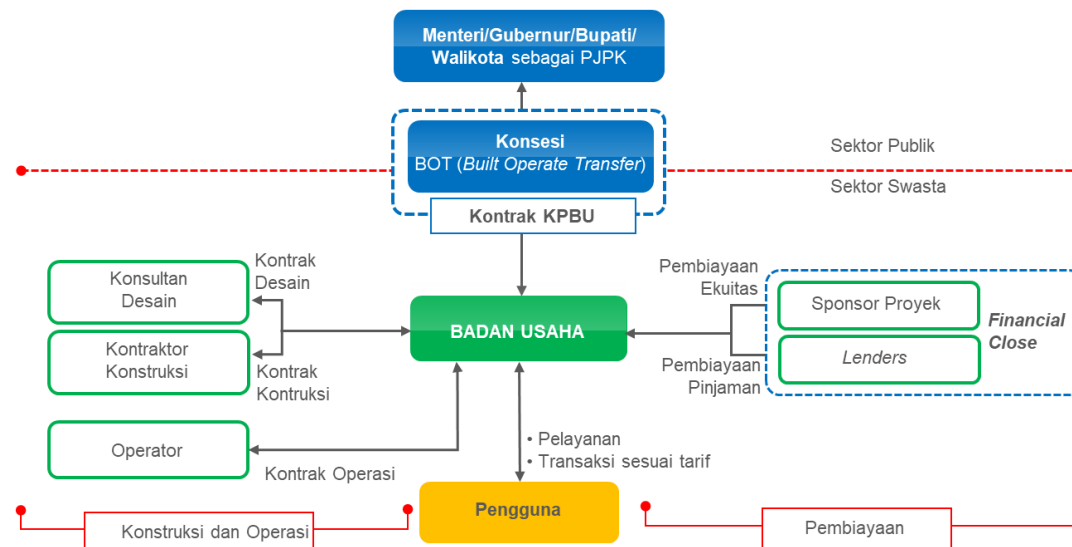 Menteri/Gubernur/Bupati/
Walikota sebagai PJPK
Konsesi
BOT (Built Operate Transfer)
Kontrak KPBU
Sektor Publik
Sektor Swasta
Konsultan
Desain
Kontrak
Desain
Kontraktor
Konstruksi
Kontrak
Kontruksi
Operator
Kontrak Operasi
BADAN USAHA
Pembiayaan
Ekuitas
Pembiayaan
Pinjaman
Sponsor Proyek
Lenders
Financial
Close
• Pelayanan
• Transaksi sesuai tarif
Pengguna
Konstruksi dan Operasi
Pembiayaan